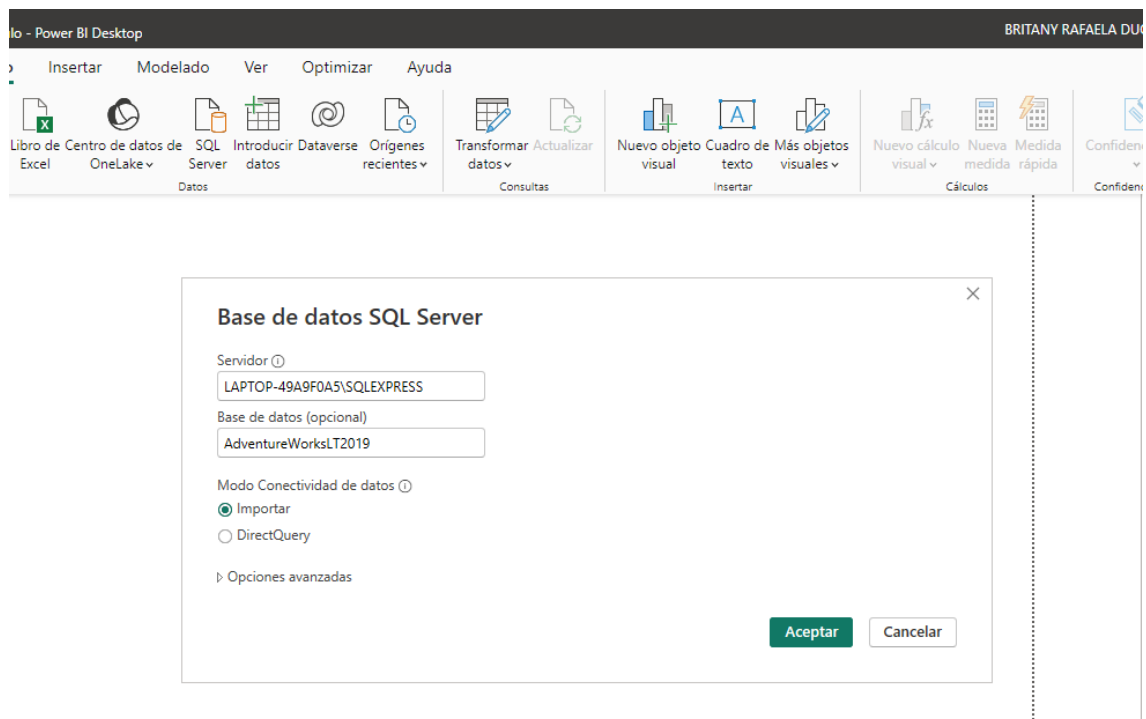 lo - Power BI Desktop
BRITANY RAFAELA DUC
Insertar Modelado Ver Optimizar Ayuda
Libro de Excel
Centro de datos de OneLake
SQL Server
Introducir datos
Dataverse
Orígenes recientes
Datos
Transformar datos
Actualizar
Consultas
Nuevo objeto visual
Cuadro de texto
Más objetos visuales
Insertar
Nuevo cálculo visual
Nueva medida
Medida rápida
Cálculos
Confidenc
Confidenc
Base de datos SQL Server
Servidor
LAPTOP-49A9F0A5\SQLEXPRESS
Base de datos (opcional)
AdventureWorksLT2019
Modo Conectividad de datos
Importar
DirectQuery
Opciones avanzadas
Aceptar Cancelar